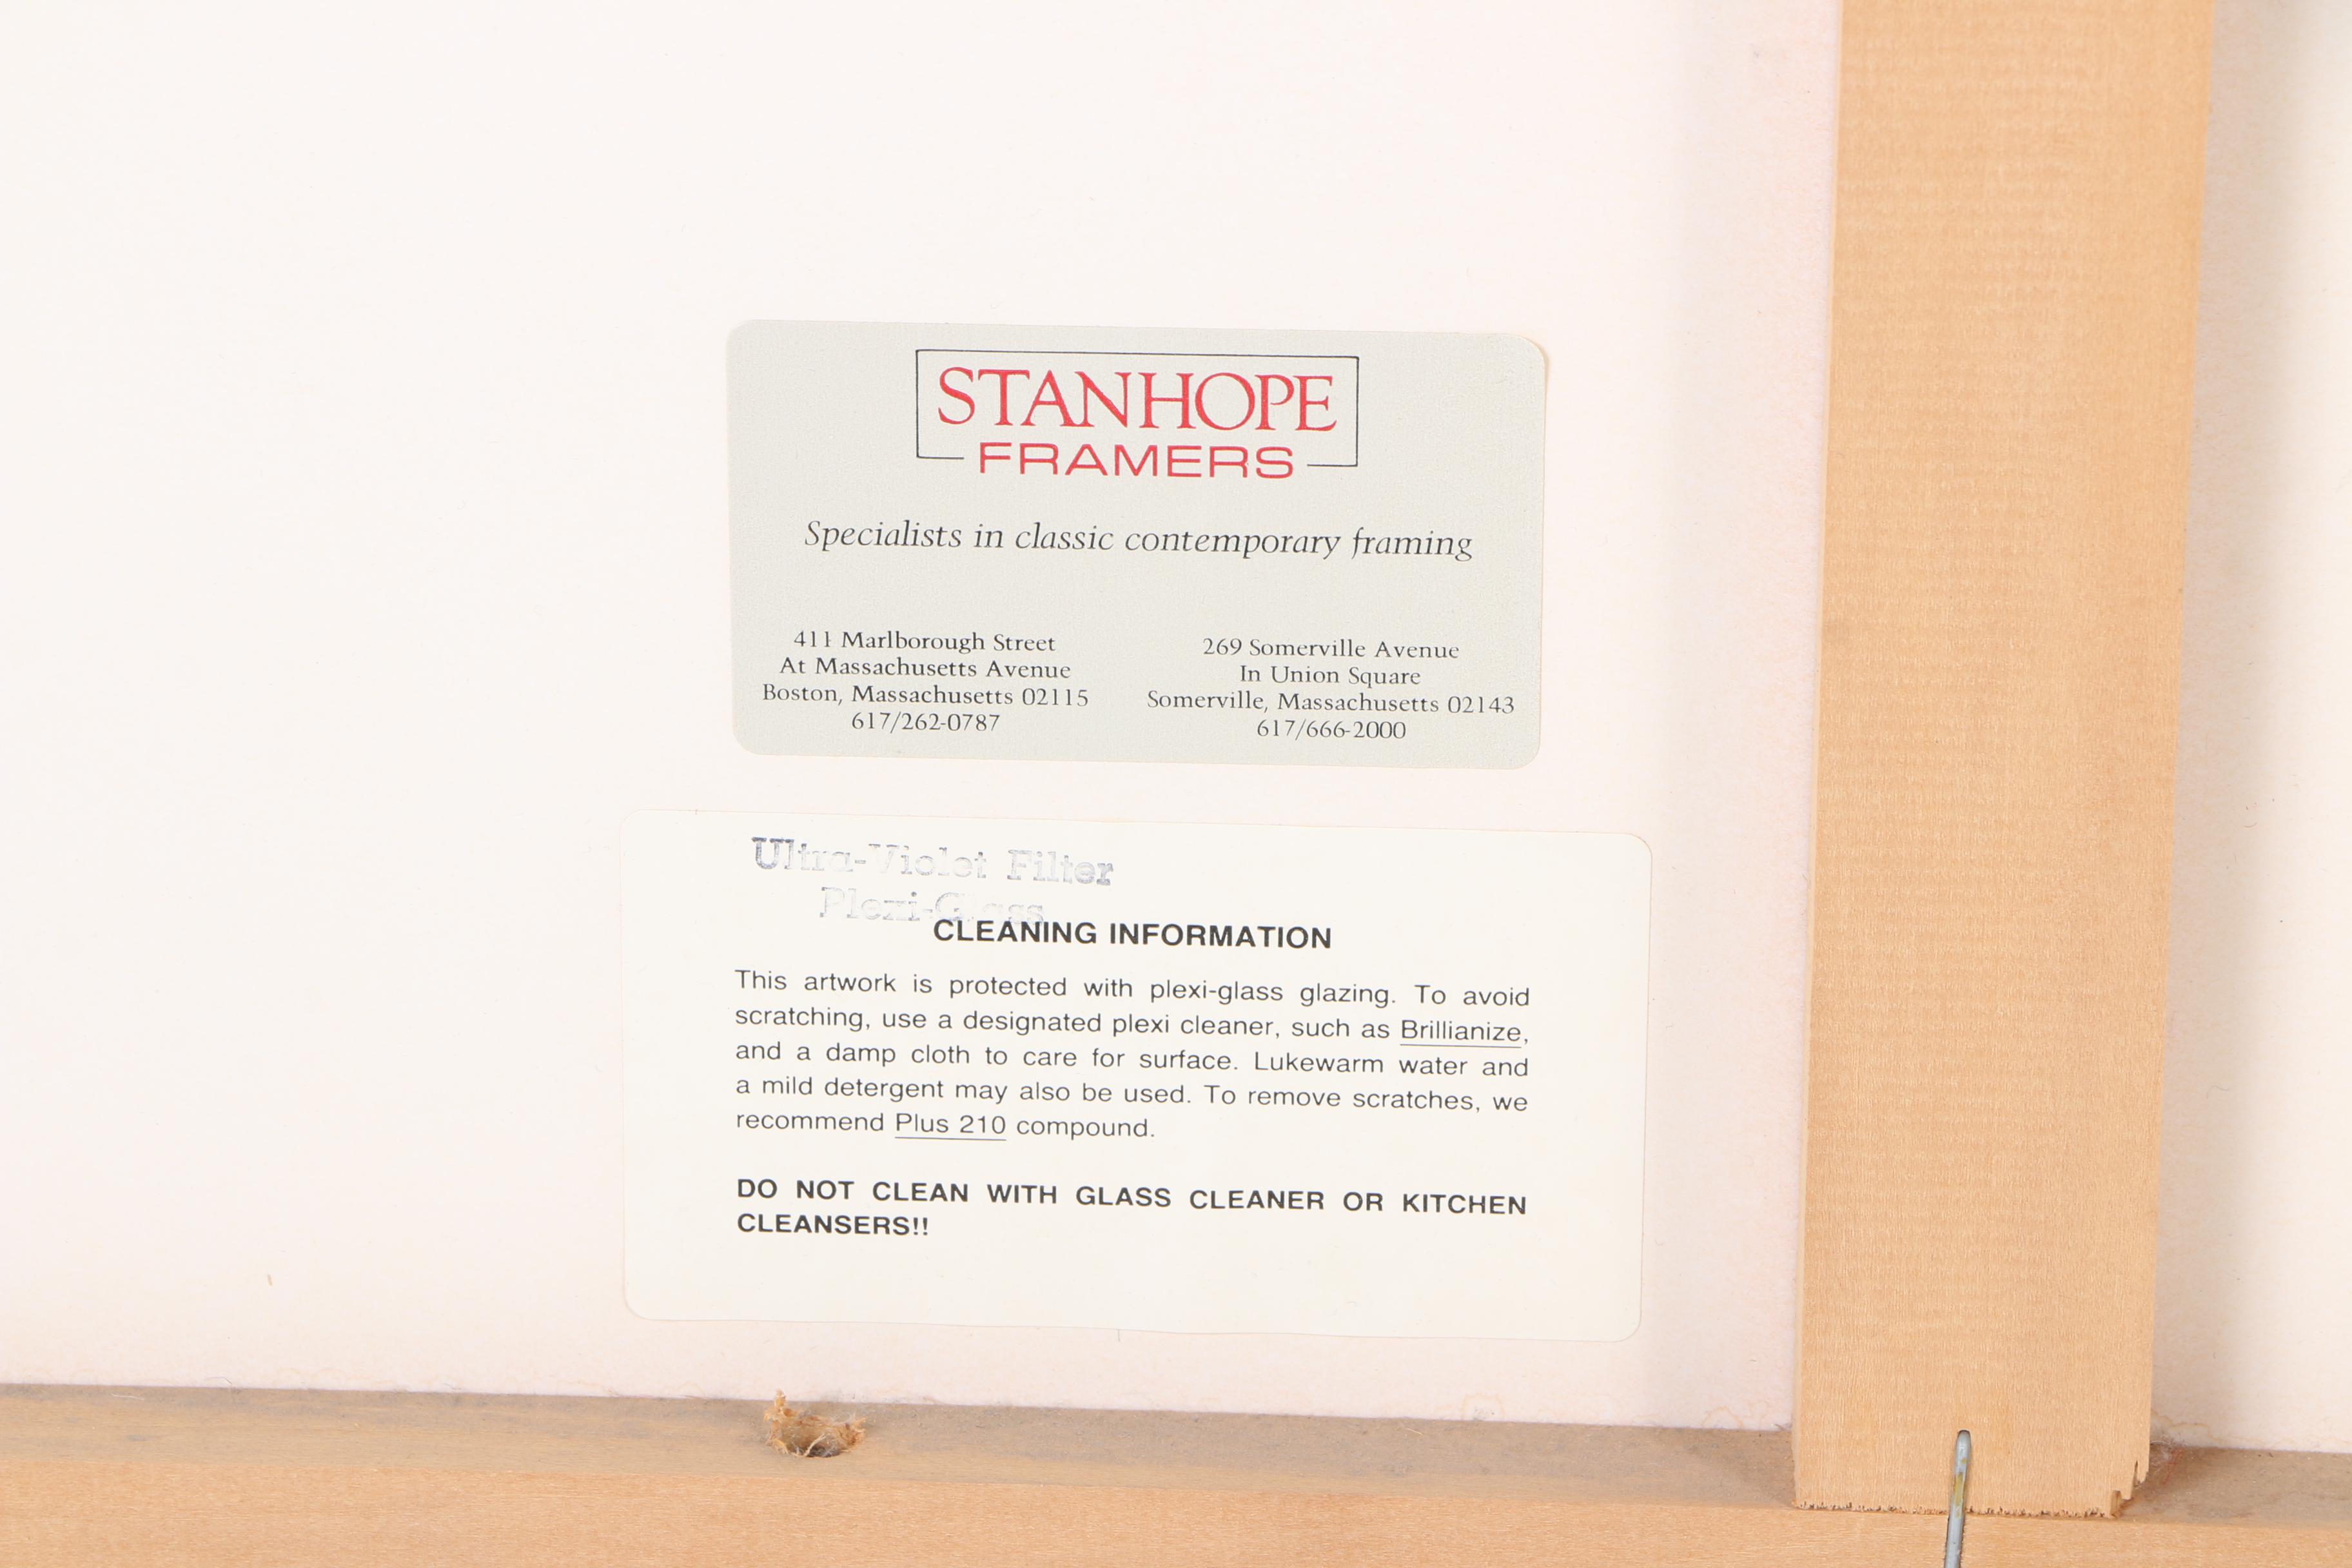 STANHOPE
FRAMERS
Specialists in classic contemporary framing
411 Marlborough Street
At Massachusetts Avenue
Boston, Massachusetts 02115
617/262-0787
269 Somerville Avenue
In Union Square
Somerville, Massachusetts 02143
617/666-2000
Ultra-Violet Filter
Plexi-Glass
CLEANING INFORMATION
This artwork is protected with plexi-glass glazing. To avoid
scratching, use a designated plexi cleaner, such as Brillianize,
and a damp cloth to care for surface. Lukewarm water and
a mild detergent may also be used. To remove scratches, we
recommend Plus 210 compound.
DO NOT CLEAN WITH GLASS CLEANER OR KITCHEN
CLEANSERS!!